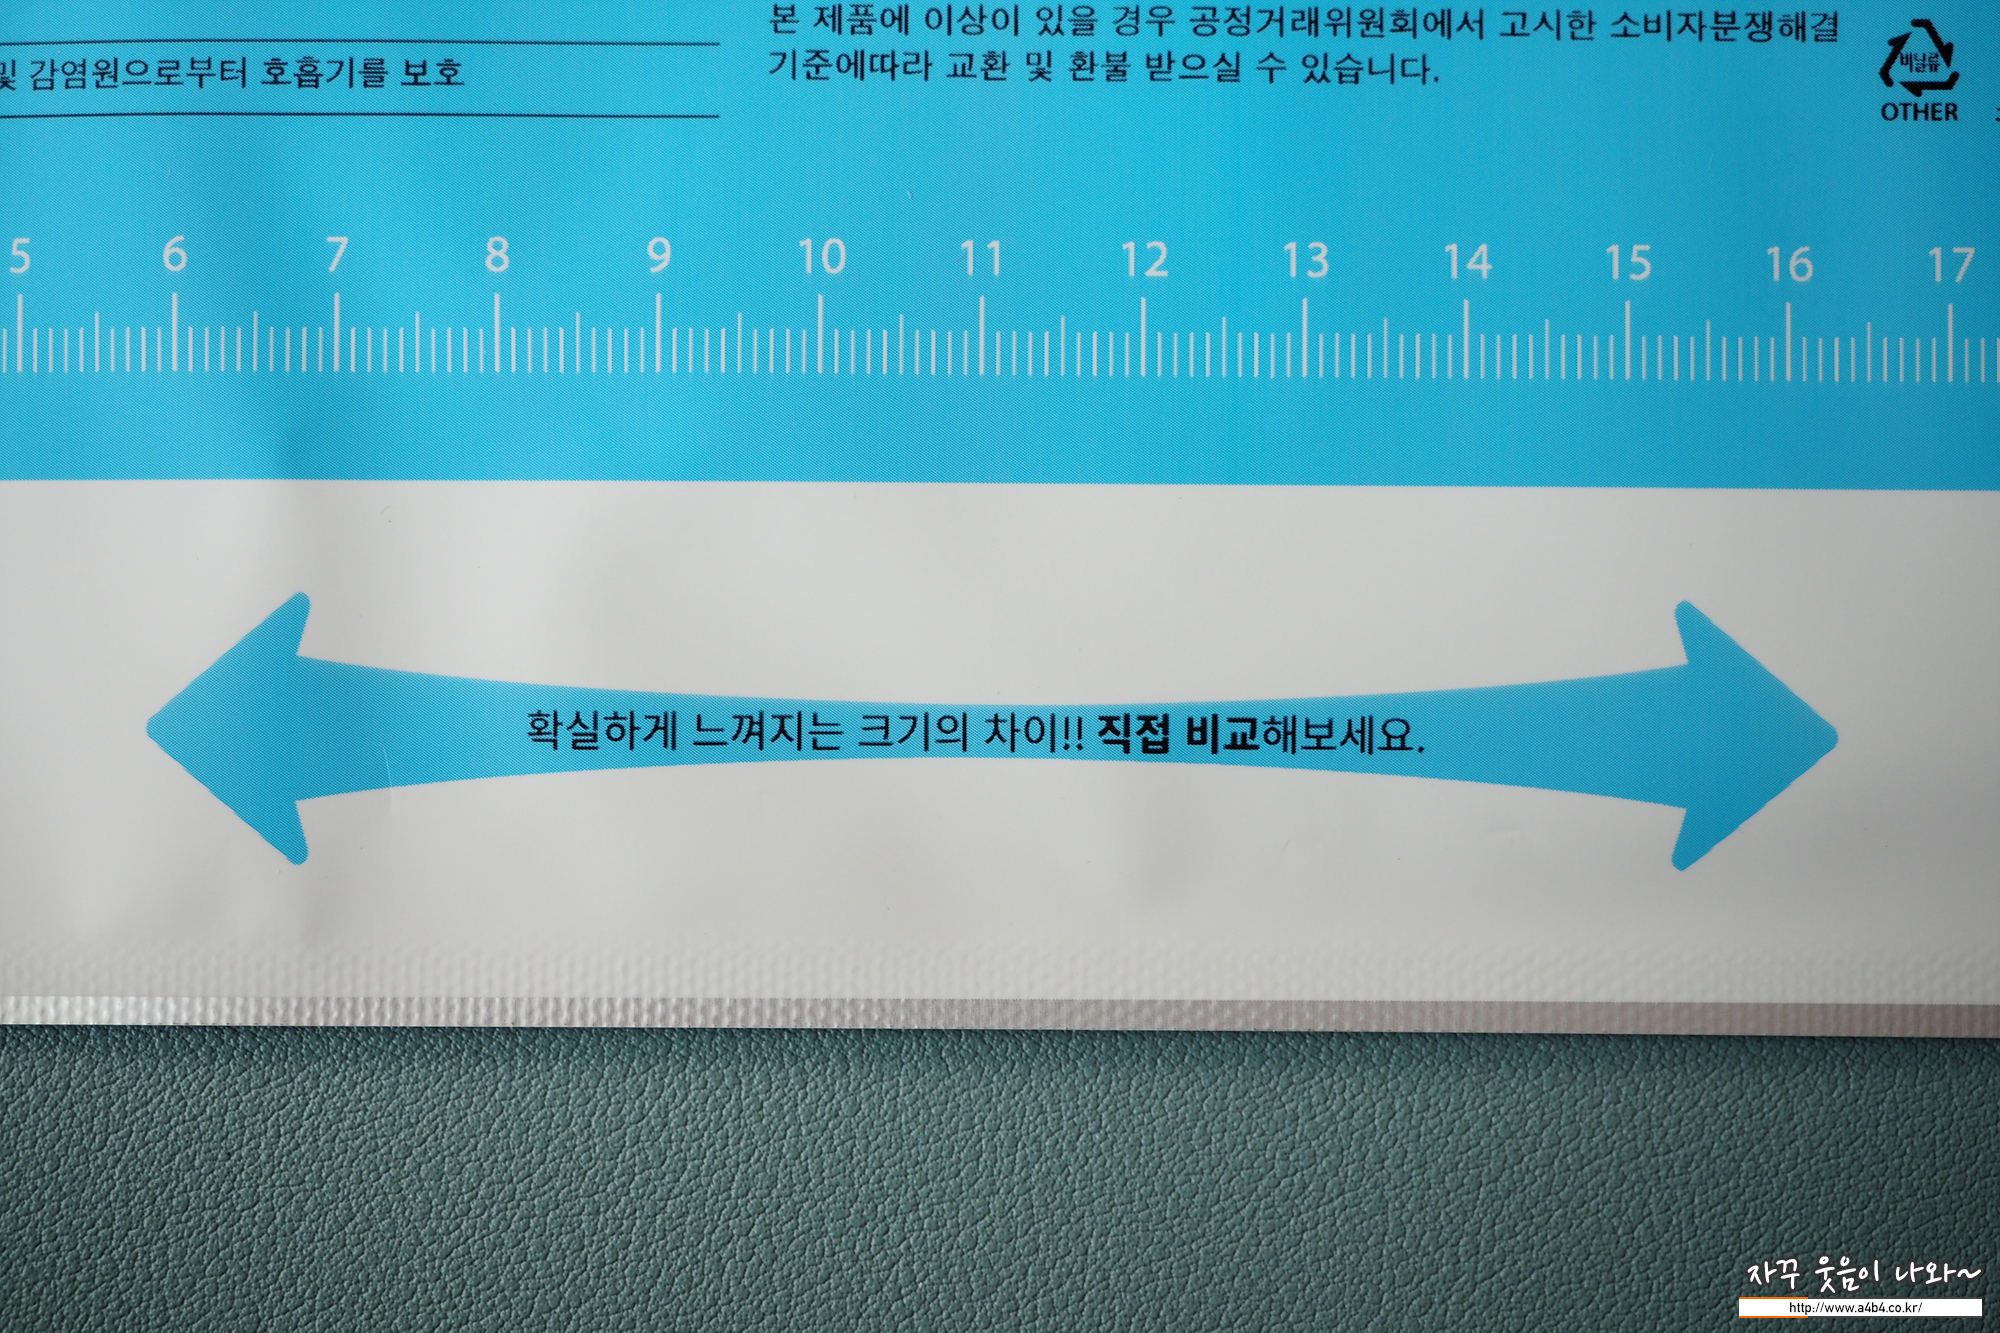 및 감염원으로부터 호흡기를 보호
본 제품에 이상이 있을 경우 공정거래위원회에서 고시한 소비자분쟁해결
기준에따라 교환 및 환불 받으실 수 있습니다.
비닐류
OTHER
5 6 7 8 9 10 11 12 13 14 15 16 17
확실하게 느껴지는 크기의 차이!! 직접 비교해보세요.
자꾸 웃음이 나와~
http://www.a4b4.co.kr/